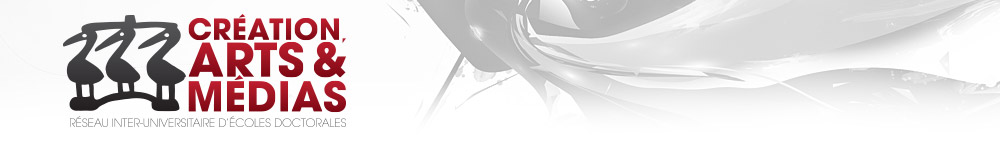 CRÉATION,
ARTS &
MÉDIAS
RÉSEAU INTER-UNIVERSITAIRE D'ÉCOLES DOCTORALES